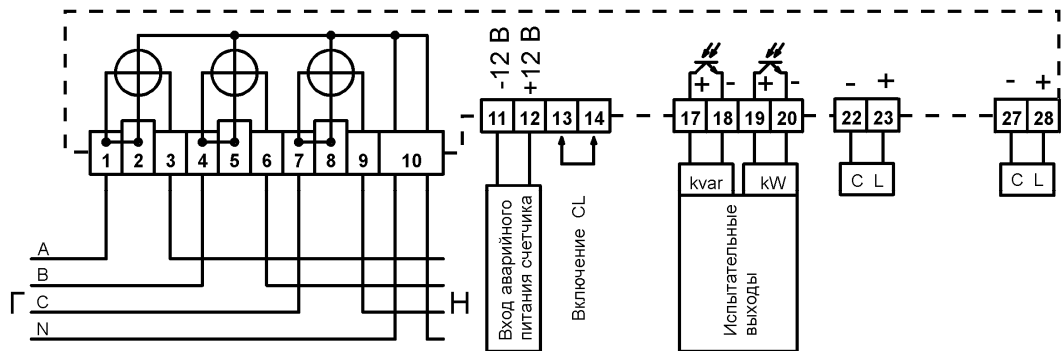 -12 В
+12 В
+ -
+ -
- +
- +
1 2 3 4 5 6 7 8 9 10
11 12 13 14
17 18 19 20
22 23
27 28
kvar
kW
C L
C L
Вход аварийного
питания счетчика
Включение CL
Испытательные
выходы
A
B
C
N
Г
Н